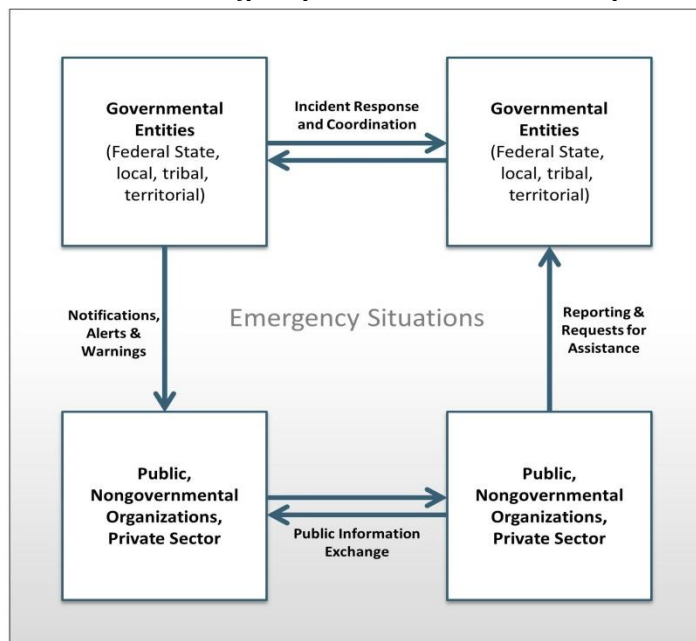 Governmental
Entities
(Federal State,
local, tribal,
territorial)
Incident Response
and Coordination
Governmental
Entities
(Federal State,
local, tribal,
territorial)
Notifications,
Alerts &
Warnings
Emergency Situations
Reporting &
Requests for
Assistance
Public,
Nongovernmental
Organizations,
Private Sector
Public Information
Exchange
Public,
Nongovernmental
Organizations,
Private Sector